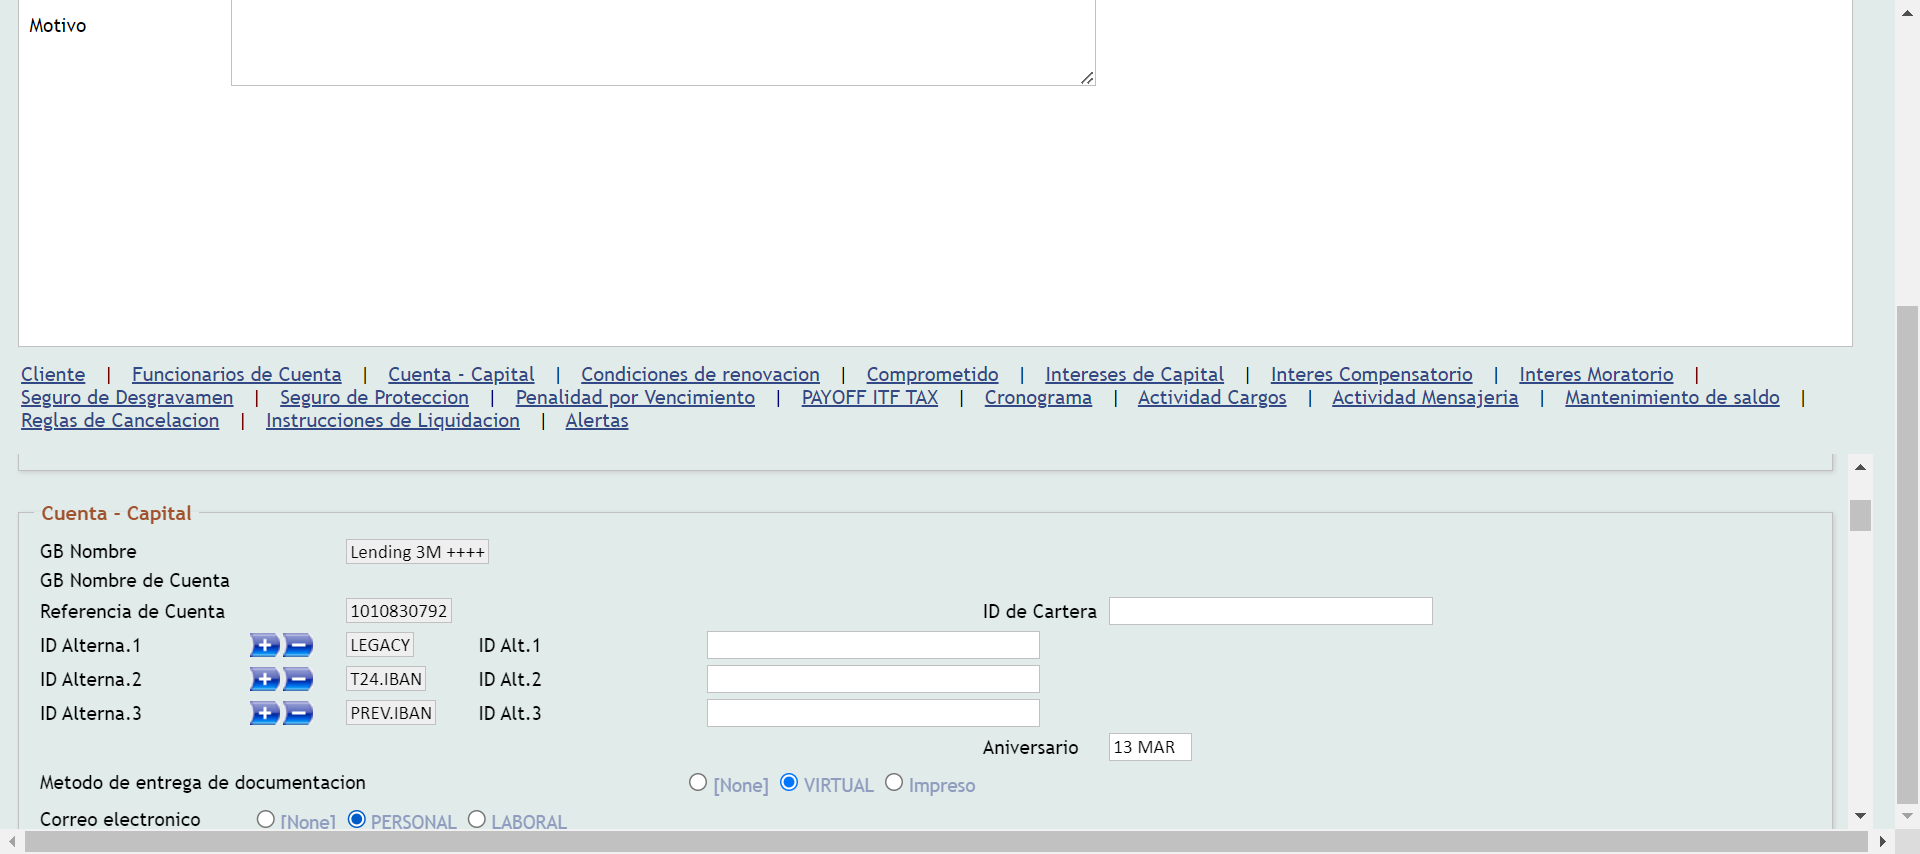 Motivo
Cliente | Funcionarios de Cuenta | Cuenta - Capital | Condiciones de renovacion | Comprometido | Intereses de Capital | Interes Compensatorio | Interes Moratorio |
Seguro de Desgravamen | Seguro de Proteccion | Penalidad por Vencimiento | PAYOFF ITF TAX | Cronograma | Actividad Cargos | Actividad Mensajeria | Mantenimiento de saldo |
Reglas de Cancelacion | Instrucciones de Liquidacion | Alertas
Cuenta - Capital
GB Nombre Lending 3M ++++
GB Nombre de Cuenta
Referencia de Cuenta 1010830792 ID de Cartera
ID Alterna.1 + - LEGACY ID Alt.1
ID Alterna.2 + - T24.IBAN ID Alt.2
ID Alterna.3 + - PREV.IBAN ID Alt.3
Aniversario 13 MAR
Metodo de entrega de documentacion [None] VIRTUAL Impreso
Correo electronico [None] PERSONAL LABORAL